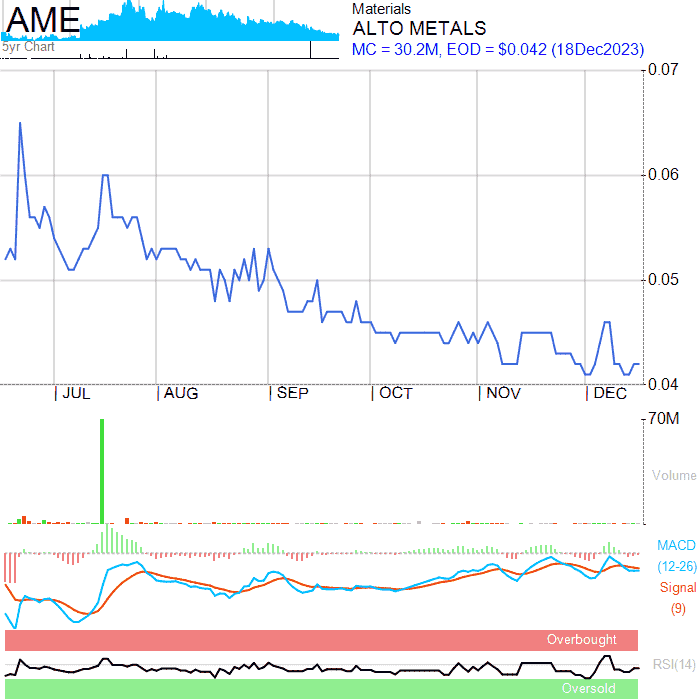 AME
5yr Chart
Materials
ALTO METALS
MC = 30.2M, EOD = $0.042 (18Dec2023)
0.07
0.06
0.05
0.04
JUL AUG SEP OCT NOV DEC
70M
Volume
MACD
(12-26)
Signal
(9)
Overbought
RSI(14)
Oversold